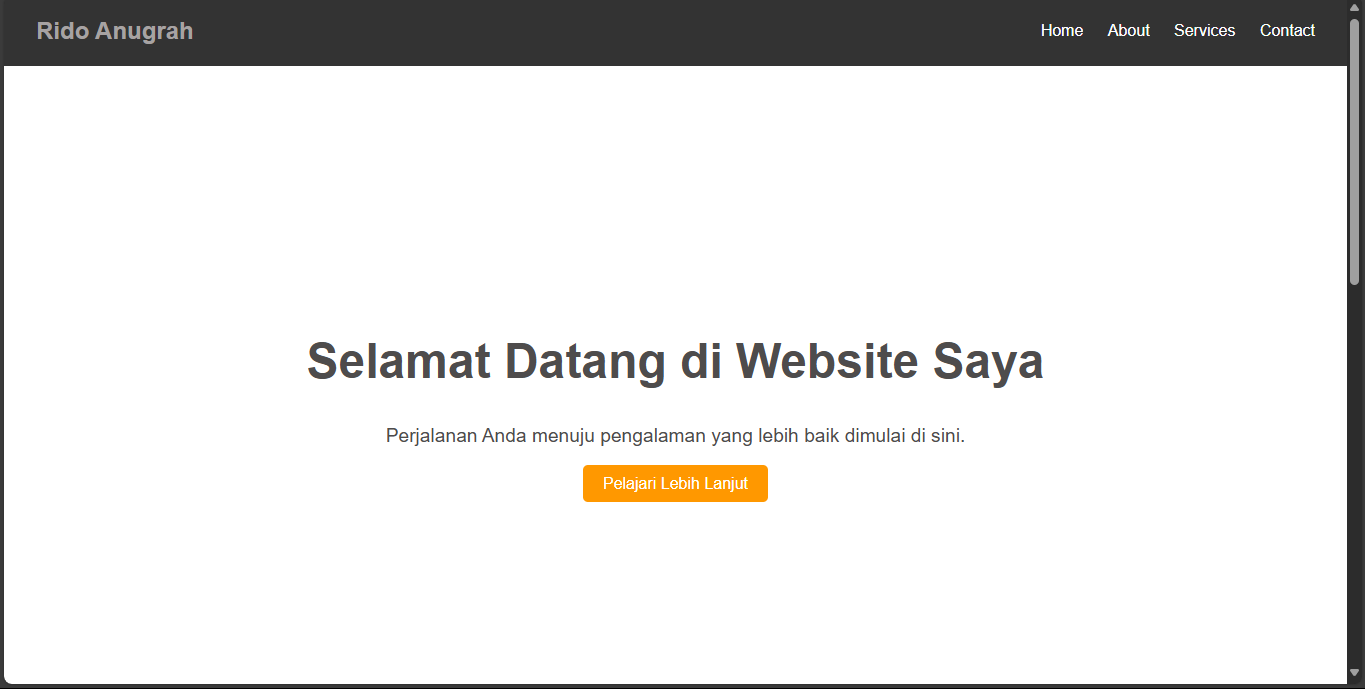 Rido Anugrah
Home About Services Contact
Selamat Datang di Website Saya
Perjalanan Anda menuju pengalaman yang lebih baik dimulai di sini.
Pelajari Lebih Lanjut